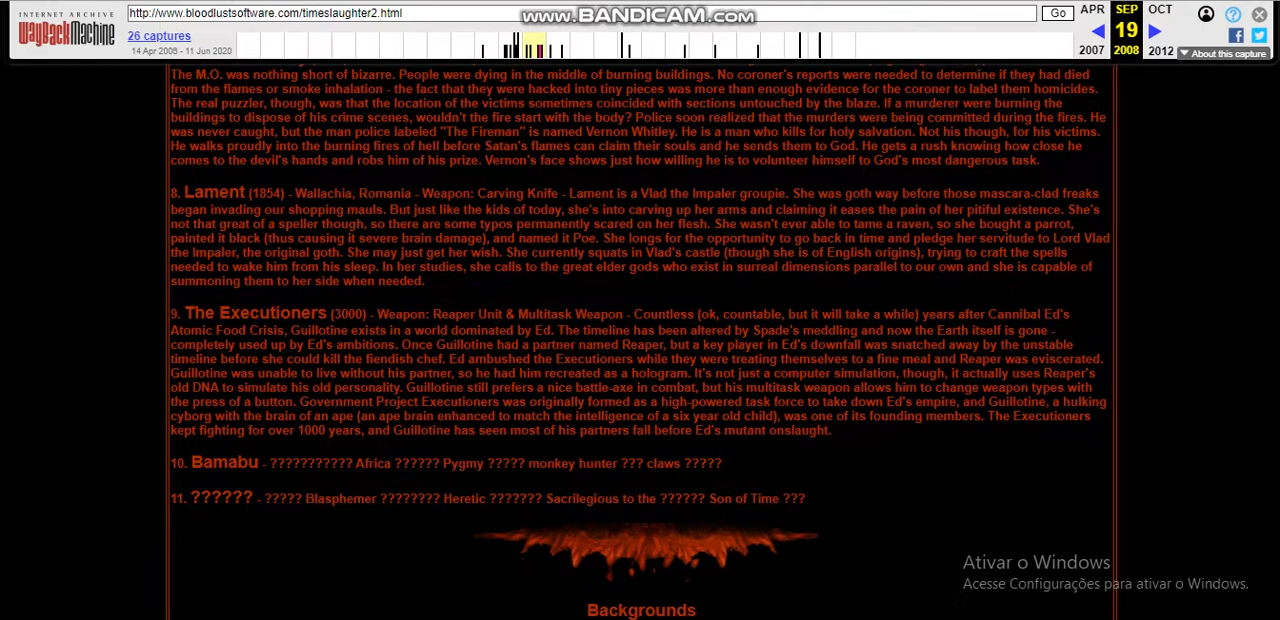 INTERNET ARCHIVE
WayBackMachine
http://www.bloodlustsoftware.com/timeslaughter2.html
Go
26 captures
14 Apr 2006 - 11 Jun 2020
www.BANDICAM.com
APR SEP OCT
19
2007 2008 2012
About this capture
The M.O. was nothing short of bizarre. People were dying in the middle of burning buildings. No coroner's reports were needed to determine if they had died
from the flames or smoke inhalation - the fact that they were hacked into tiny pieces was more than enough evidence for the coroner to label them homicides.
The real puzzler, though, was that the location of the victims sometimes coincided with sections untouched by the blaze. If a murderer were burning the
buildings to dispose of his crime scenes, wouldn't the fire start with the body? Police soon realized that the murders were being committed during the fires. He
was never caught, but the man police labeled "The Fireman" is named Vernon Whitley. He is a man who kills for holy salvation. Not his though, for his victims.
He walks proudly into the burning fires of hell before Satan's flames can claim their souls and he sends them to God. He gets a rush knowing how close he
comes to the devil's hands and robs him of his prize. Vernon's face shows just how willing he is to volunteer himself to God's most dangerous task.
8. Lament (1854) - Wallachia, Romania - Weapon: Carving Knife - Lament is a Vlad the Impaler groupie. She was goth way before those mascara-clad freaks
began invading our shopping mauls. But just like the kids of today, she's into carving up her arms and claiming it eases the pain of her pitiful existence. She's
not that great of a speller though, so there are some typos permanently scared on her flesh. She wasn't ever able to tame a raven, so she bought a parrot,
painted it black (thus causing it severe brain damage), and named it Poe. She longs for the opportunity to go back in time and pledge her servitude to Lord Vlad
the Impaler, the original goth. She may just get her wish. She currently squats in Vlad's castle (though she is of English origins), trying to craft the spells
needed to wake him from his sleep. In her studies, she calls to the great elder gods who exist in surreal dimensions parallel to our own and she is capable of
summoning them to her side when needed.
9. The Executioners (3000) - Weapon: Reaper Unit & Multitask Weapon - Countless (ok, countable, but it will take a while) years after Cannibal Ed's
Atomic Food Crisis, Guillotine exists in a world dominated by Ed. The timeline has been altered by Spade's meddling and now the Earth itself is gone -
completely used up by Ed's ambitions. Once Guillotine had a partner named Reaper, but a key player in Ed's downfall was snatched away by the unstable
timeline before she could kill the fiendish chef. Ed ambushed the Executioners while they were treating themselves to a fine meal and Reaper was eviscerated.
Guillotine was unable to live without his partner, so he had him recreated as a hologram. It's not just a computer simulation, though, it actually uses Reaper's
old DNA to simulate his old personality. Guillotine still prefers a nice battle-axe in combat, but his multitask weapon allows him to change weapon types with
the press of a button. Government Project Executioners was originally formed as a high-powered task force to take down Ed's empire, and Guillotine, a hulking
cyborg with the brain of an ape (an ape brain enhanced to match the intelligence of a six year old child), was one of its founding members. The Executioners
kept fighting for over 1000 years, and Guillotine has seen most of his partners fall before Ed's mutant onslaught.
10. Bamabu - ??????????? Africa ?????? Pygmy ????? monkey hunter ??? claws ?????
11. ?????? - ????? Blasphemer ???????? Heretic ??????? Sacrilegious to the ?????? Son of Time ???
Ativar o Windows
Acesse Configurações para ativar o Windows.
Backgrounds